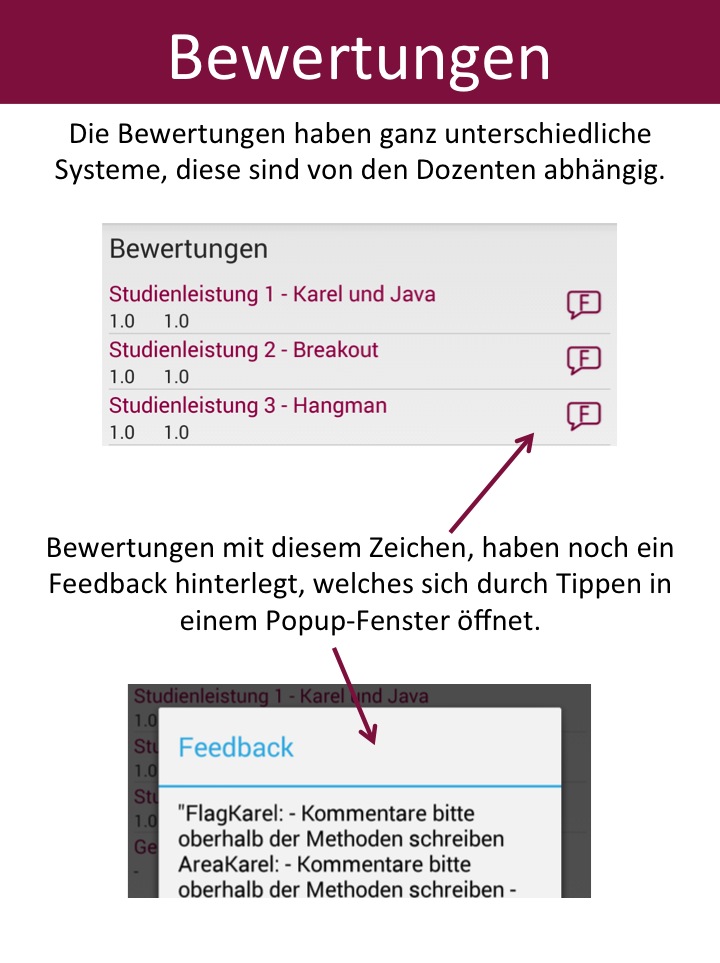 Bewertungen
Die Bewertungen haben ganz unterschiedliche
Systeme, diese sind von den Dozenten abhängig.
Bewertungen
Studienleistung 1 - Karel und Java
1.0 1.0
F
Studienleistung 2 - Breakout
1.0 1.0
F
Studienleistung 3 - Hangman
1.0 1.0
F
Bewertungen mit diesem Zeichen, haben noch ein
Feedback hinterlegt, welches sich durch Tippen in
einem Popup-Fenster öffnet.
Studienleistung 1 - Karel und Java
1.0
Stu
1.0
Stu
1.0
Ge
-
Feedback
"FlagKarel: - Kommentare bitte
oberhalb der Methoden schreiben
AreaKarel: - Kommentare bitte
oberhalb der Methoden schreiben -